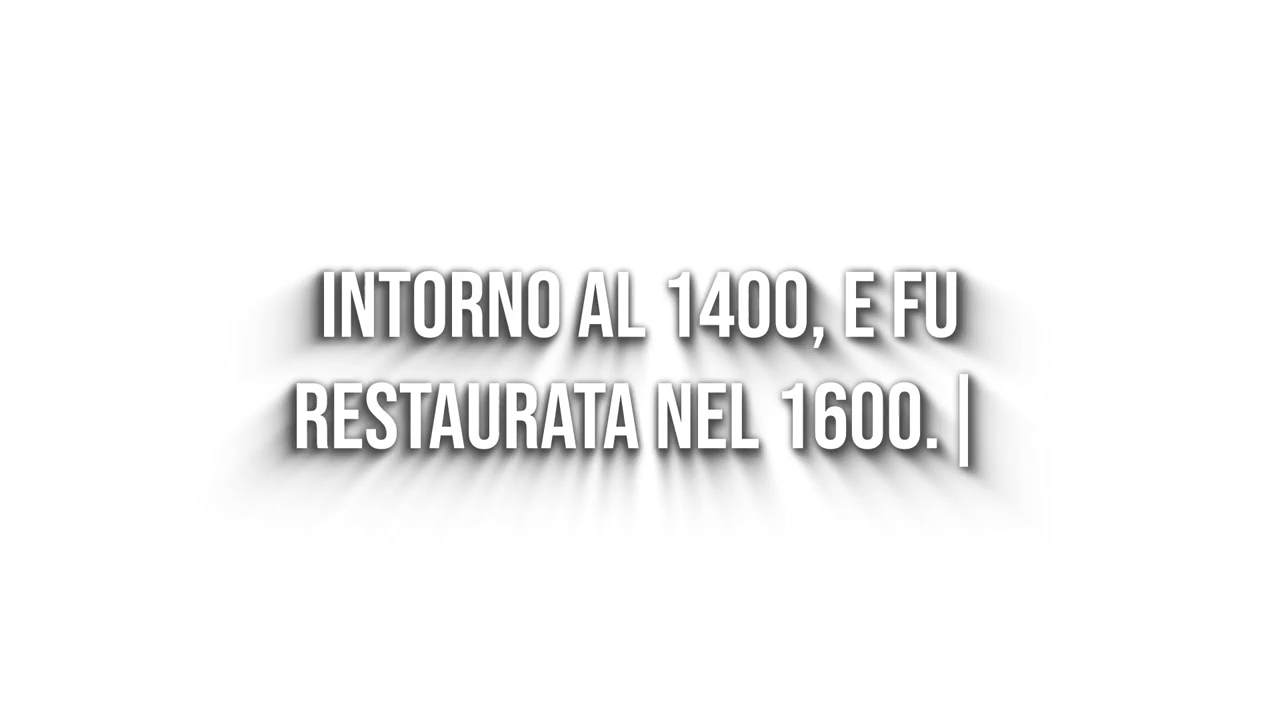 INTORNO AL 1400, E FU
RESTAURATA NEL 1600. |